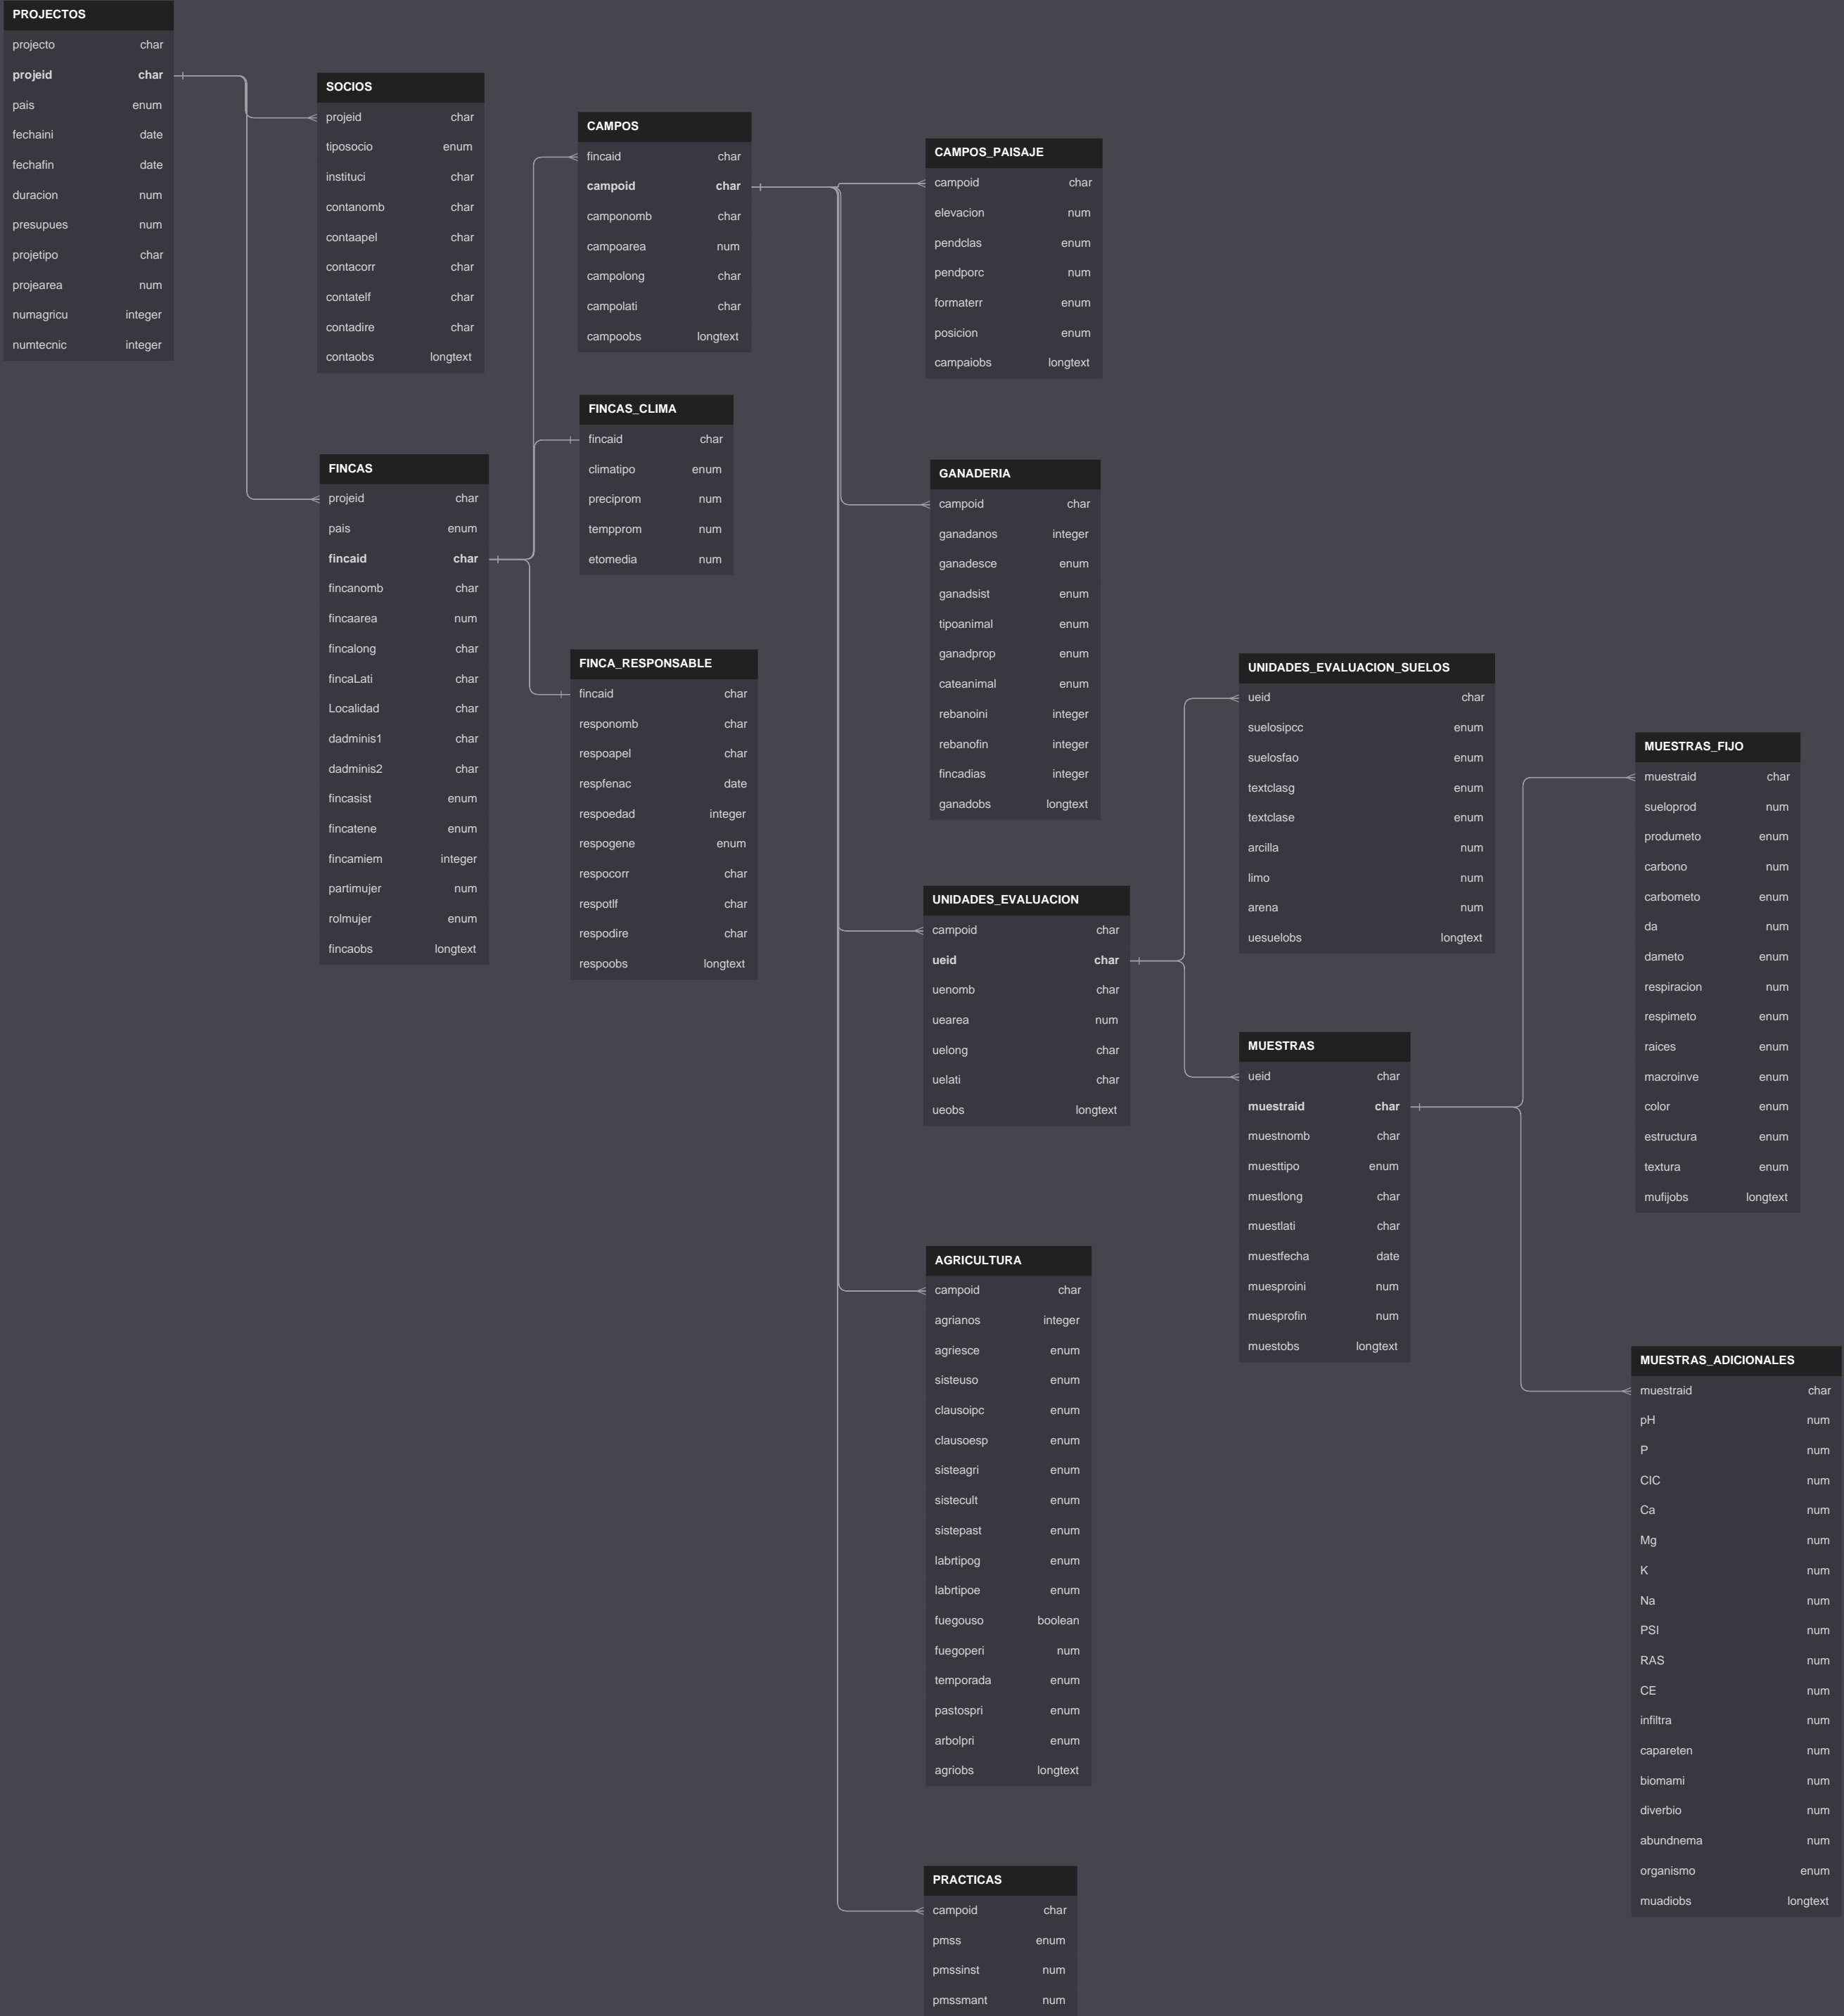 PROJECTOS
projecto char
projeid char
pais enum
fechaini date
fechafin date
duracion num
presupues num
projetipo char
projearea num
numagricu integer
numtecnic integer
SOCIOS
projeid char
tiposocio enum
instituci char
contanomb char
contaapel char
contacorr char
contatelf char
contadire char
contaobs longtext
FINCAS
projeid char
pais enum
fincaid char
fincanomb char
fincaarea num
fincalong char
fincaLati char
Localidad char
dadminis1 char
dadminis2 char
fincasist enum
fincatene enum
fincamiem integer
partimujer num
rolmujer enum
fincaobs longtext
CAMPOS
fincaid char
campoid char
camponomb char
campoarea num
campolong char
campolati char
campoobs longtext
FINCAS_CLIMA
fincaid char
climatipo enum
preciprom num
tempprom num
etomedia num
FINCA_RESPONSABLE
fincaid char
responomb char
respoapel char
respfenac date
respoedad integer
respogene enum
respocorr char
respotlf char
respodire char
respoobs longtext
CAMPOS_PAISAJE
campoid char
elevacion num
pendclas enum
pendporc num
formaterr enum
posicion enum
campaiobs longtext
GANADERIA
campoid char
ganadanos integer
ganadesce enum
ganadsist enum
tipoanimal enum
ganadprop enum
cateanimal enum
rebanoini integer
rebanofin integer
fincadias integer
ganadobs longtext
UNIDADES_EVALUACION
campoid char
ueid char
uenomb char
uearea num
uelong char
uelati char
ueobs longtext
AGRICULTURA
campoid char
agrianos integer
agriesce enum
sisteuso enum
clausoipc enum
clausoesp enum
sisteagri enum
sistecult enum
sistepast enum
labrtipog enum
labrtipoe enum
fuegouso boolean
fuegoperi num
temporada enum
pastospri enum
arbolpri enum
agriobs longtext
PRACTICAS
campoid char
pmss enum
pmssinst num
pmssmant num
UNIDADES_EVALUACION_SUELOS
ueid char
suelosipcc enum
suelosfao enum
textclasg enum
textclase enum
arcilla num
limo num
arena num
uesuelobs longtext
MUESTRAS
ueid char
muestraid char
muestnomb char
muesttipo enum
muestlong char
muestlati char
muestfecha date
muesproini num
muesprofin num
muestobs longtext
MUESTRAS_FIJO
muestraid char
sueloprod num
produmeto enum
carbono num
carbometo enum
da num
dameto enum
respiracion num
respimeto enum
raices enum
macroinve enum
color enum
estructura enum
textura enum
mufijobs longtext
MUESTRAS_ADICIONALES
muestraid char
pH num
P num
CIC num
Ca num
Mg num
K num
Na num
PSI num
RAS num
CE num
infiltra num
capareten num
biomami num
diverbio num
abundnema num
organismo enum
muadiobs longtext